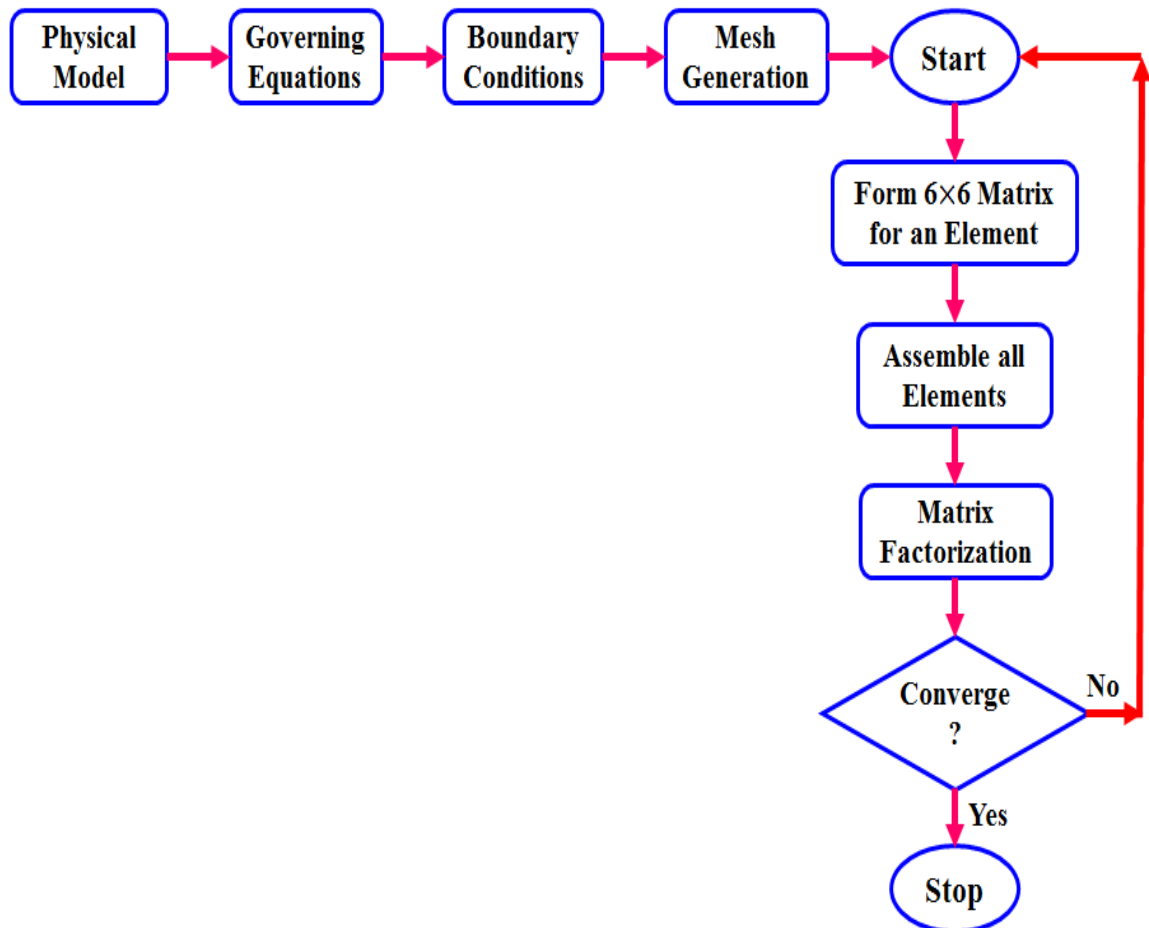 Physical
Model
Governing
Equations
Boundary
Conditions
Mesh
Generation
Start
Form 6×6 Matrix
for an Element
Assemble all
Elements
Matrix
Factorization
Converge
?
No
Yes
Stop